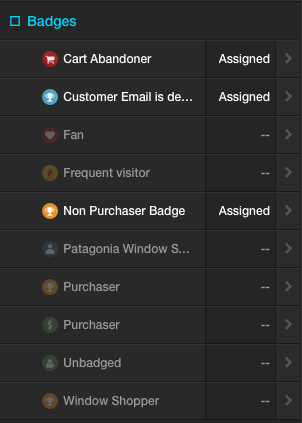 Badges
Cart Abandoner Assigned
Customer Email is de... Assigned
Fan --
Frequent visitor --
Non Purchaser Badge Assigned
Patagonia Window S... --
Purchaser --
Purchaser --
Unbadged --
Window Shopper --